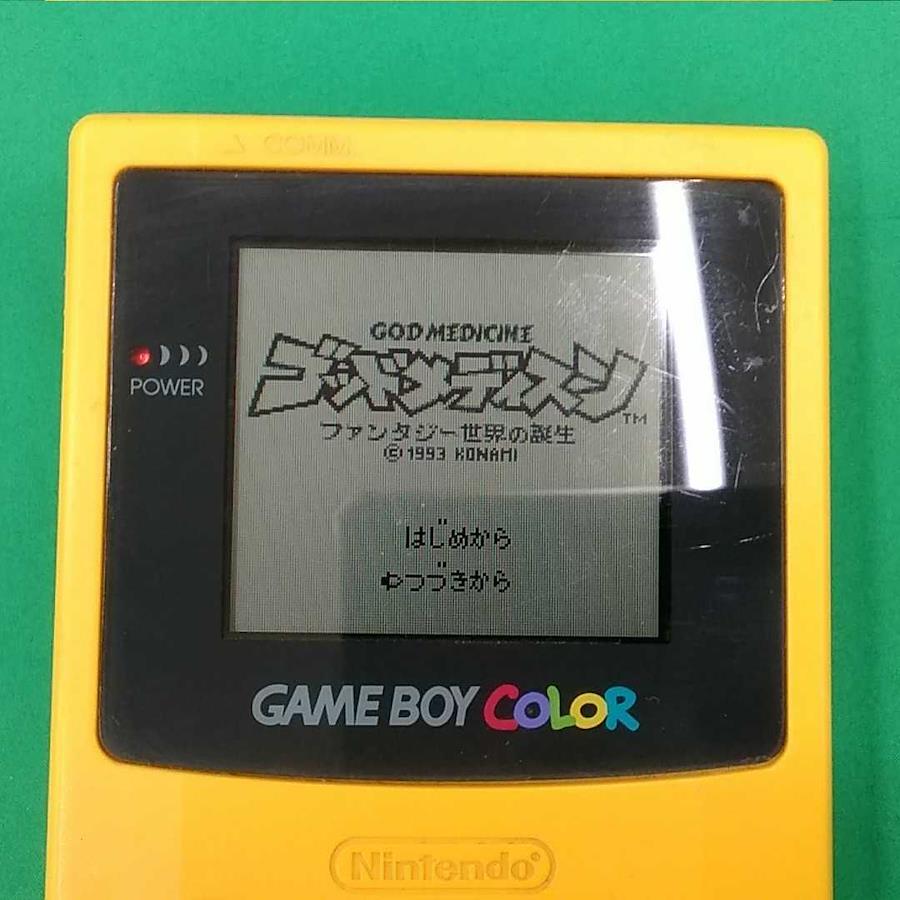 COMM.
GOD MEDICINE
ゴッドメディスン™
ファンタジー世界の誕生
© 1993 KONAMI
POWER
はじめから
つづきから
GAME BOY COLOR
Nintendo®